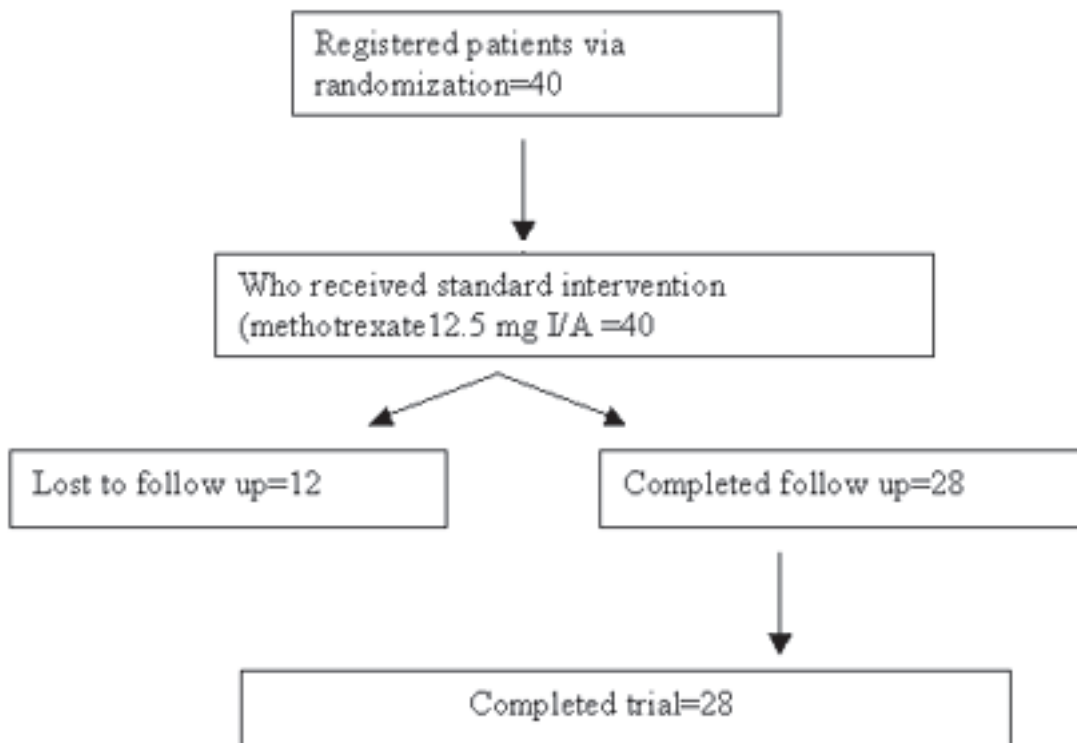 Registered patients via
randomization=40
Who received standard intervention
(methotrexate12.5 mg I/A =40
Lost to follow up=12
Completed follow up=28
Completed trial=28